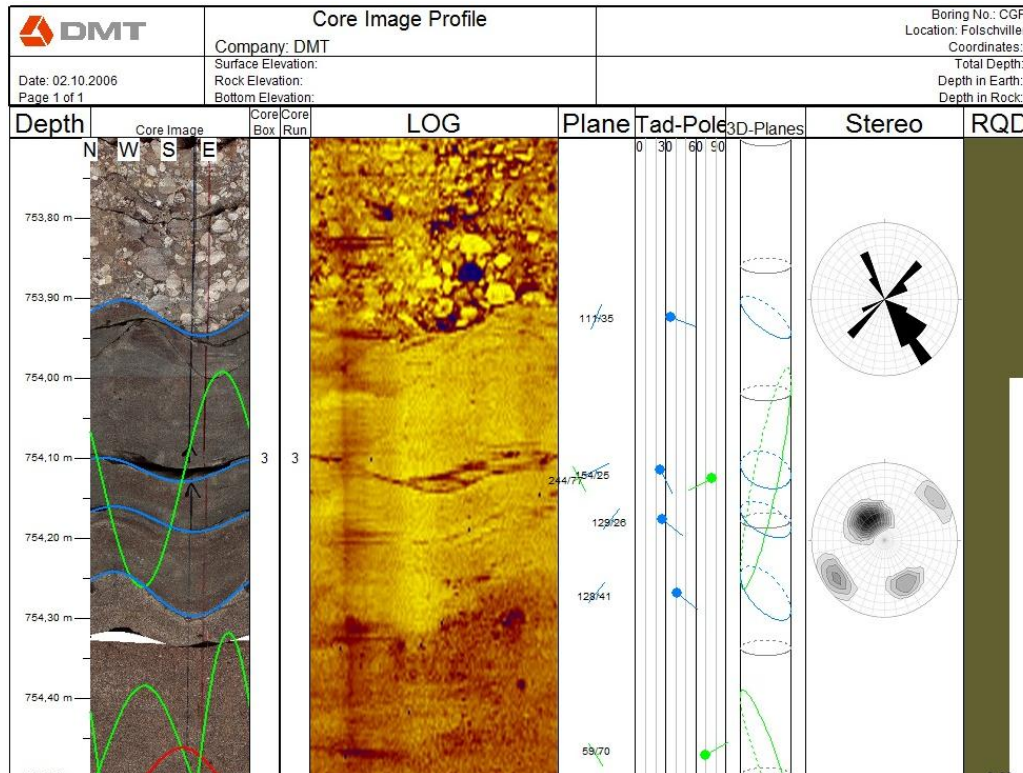 DMT
Core Image Profile
Company: DMT
Boring No.: CGF
Location: Folschville
Coordinates:
Date: 02.10.2006
Page 1 of 1
Surface Elevation:
Rock Elevation:
Bottom Elevation:
Total Depth:
Depth in Earth:
Depth in Rock:
Depth Core Image Core Box Core Run LOG Plane Tad-Pole 3D-Planes Stereo RQD
N W S E
0 30 60 90
753,80 m
753,90 m
111/35
754,00 m
754,10 m 3 3
154/25
244/77
129/26
754,20 m
128/41
754,30 m
754,40 m
59/70